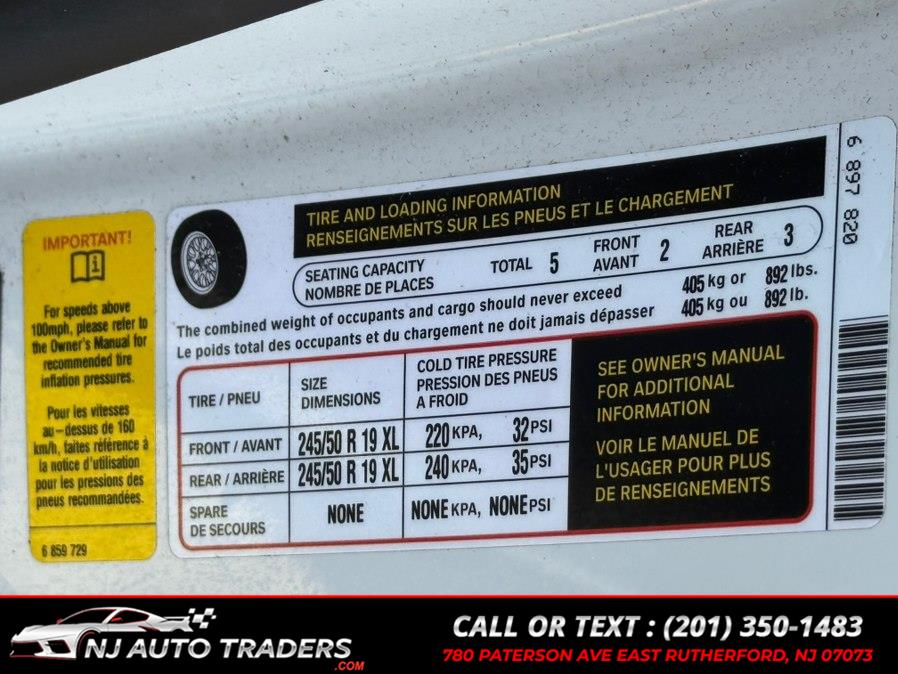 IMPORTANT!
For speeds above
100mph, please refer to
the Owner's Manual for
recommended tire
inflation pressures.
Pour les vitesses
au-dessus de 160
km/h, faites référence à
la notice d'utilisation
pour les pressions des
pneus recommandées.
6 859 729
TIRE AND LOADING INFORMATION
RENSEIGNEMENTS SUR LES PNEUS ET LE CHARGEMENT
SEATING CAPACITY
NOMBRE DE PLACES
TOTAL 5
FRONT
AVANT 2
REAR
ARRIÈRE 3
The combined weight of occupants and cargo should never exceed 405 kg or 892 lbs.
Le poids total des occupants et du chargement ne doit jamais dépasser 405 kg ou 892 lb.
TIRE / PNEU
SIZE
DIMENSIONS
COLD TIRE PRESSURE
PRESSION DES PNEUS
A FROID
FRONT / AVANT 245/50 R 19 XL 220 KPA, 32 PSI
REAR / ARRIÈRE 245/50 R 19 XL 240 KPA, 35 PSI
SPARE
DE SECOURS
NONE NONE KPA, NONE PSI
SEE OWNER'S MANUAL
FOR ADDITIONAL
INFORMATION
VOIR LE MANUEL DE
L'USAGER POUR PLUS
DE RENSEIGNEMENTS
6 897 820
NJ AUTO TRADERS
.COM
CALL OR TEXT : (201) 350-1483
780 PATERSON AVE EAST RUTHERFORD, NJ 07073